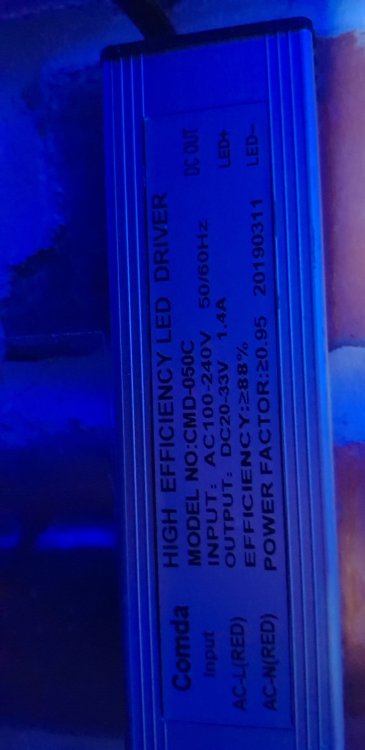 Comda
Input
AC-L(RED)
AC-N(RED)
HIGH EFFICIENCY LED DRIVER
MODEL NO:CMD-050C
INPUT: AC100-240V 50/60Hz
OUTPUT: DC20-33V 1.4A
EFFICIENCY:≥88%
POWER FACTOR:≥0.95 20190311
DC OUT
LED+
LED-